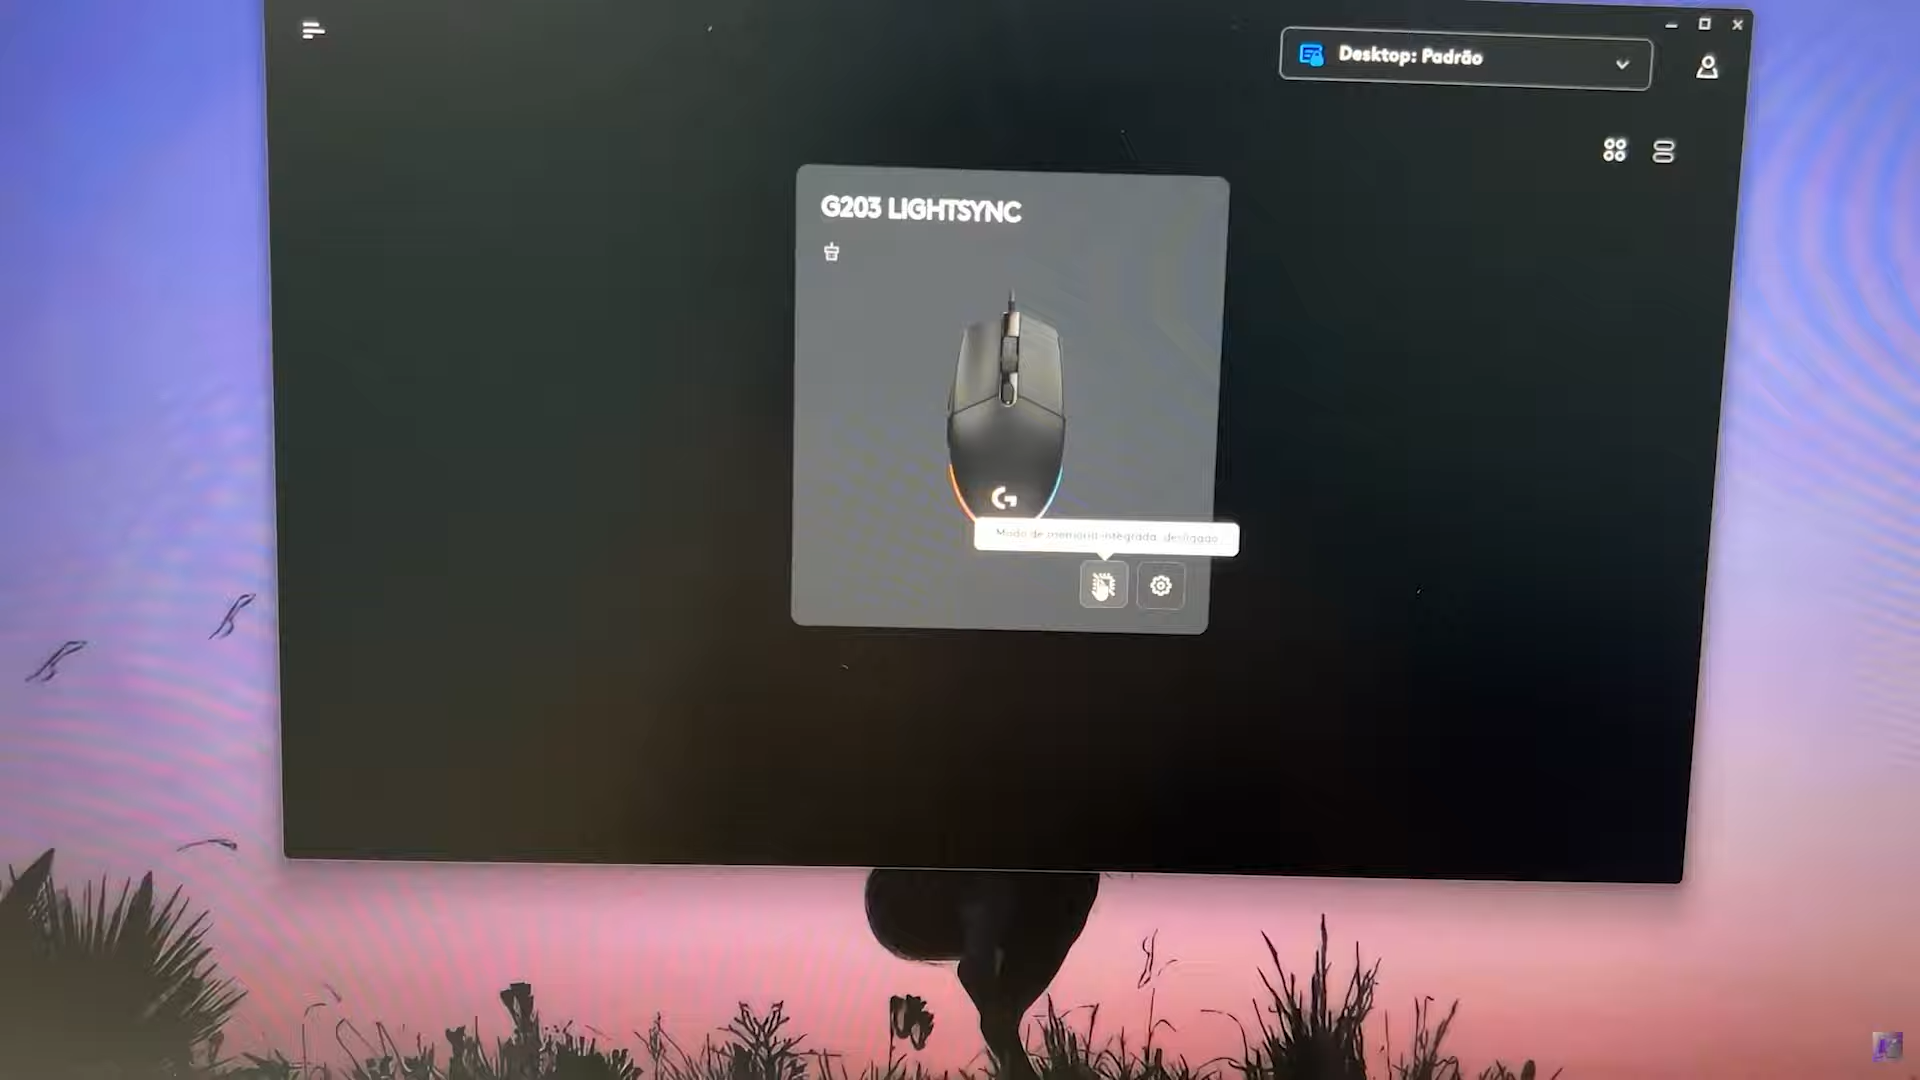 Desktop: Padrão
G203 LIGHTSYNC
Modo de memória integrada: desligado